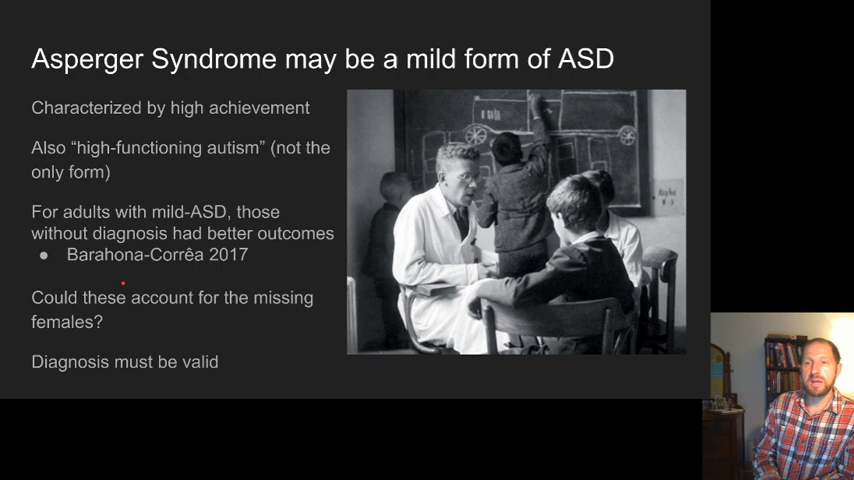 Asperger Syndrome may be a mild form of ASD
Characterized by high achievement
Also “high-functioning autism” (not the
only form)
For adults with mild-ASD, those
without diagnosis had better outcomes
● Barahona-Corrêa 2017
Could these account for the missing
females?
Diagnosis must be valid